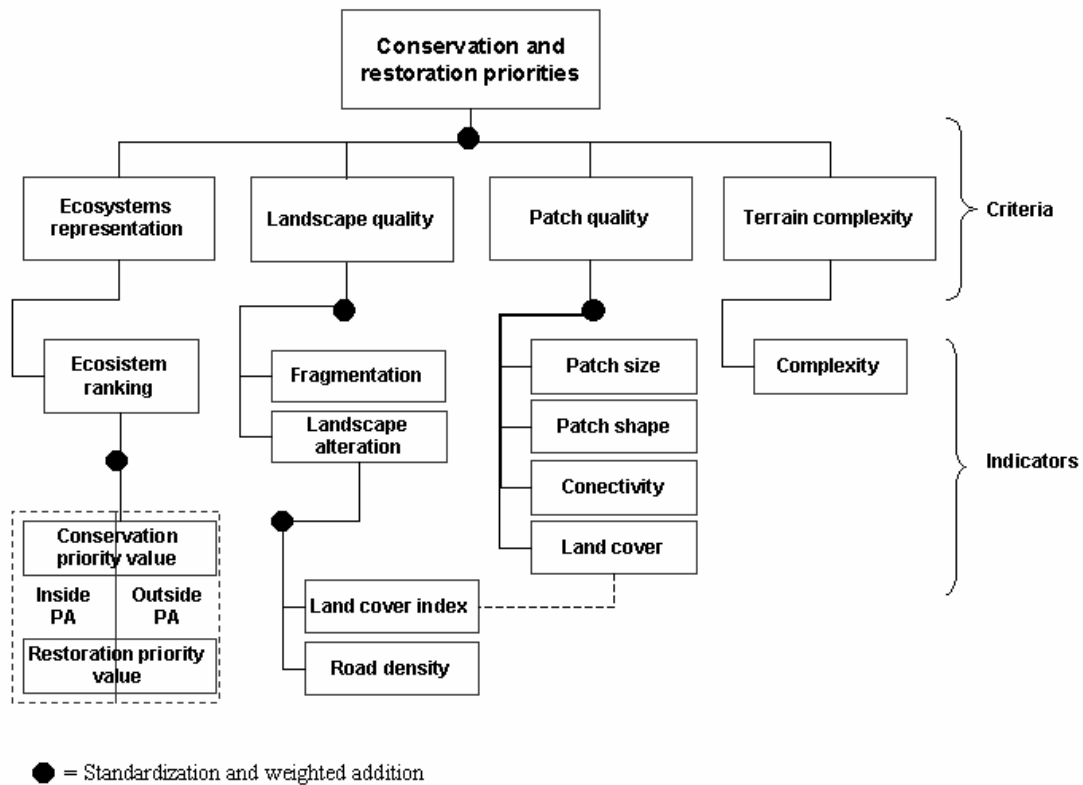 Conservation and
restoration priorities
Ecosystems
representation
Landscape quality
Patch quality
Terrain complexity
Criteria
Ecosistem
ranking
Fragmentation
Landscape
alteration
Patch size
Patch shape
Conectivity
Land cover
Complexity
Indicators
Conservation
priority value
Inside
PA
Outside
PA
Restoration priority
value
Land cover index
Road density
= Standardization and weighted addition